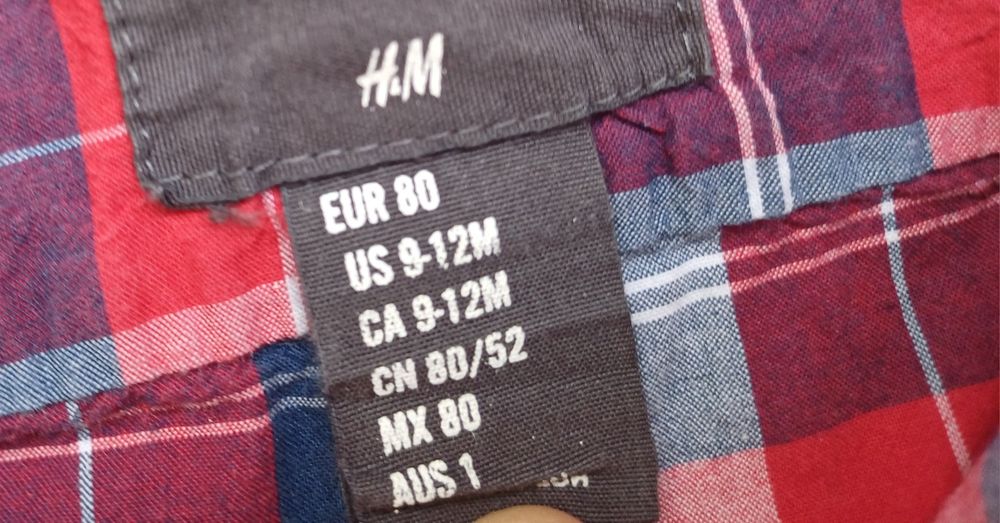 H&M
EUR 80
US 9-12M
CA 9-12M
CN 80/52
MX 80
AUS 1